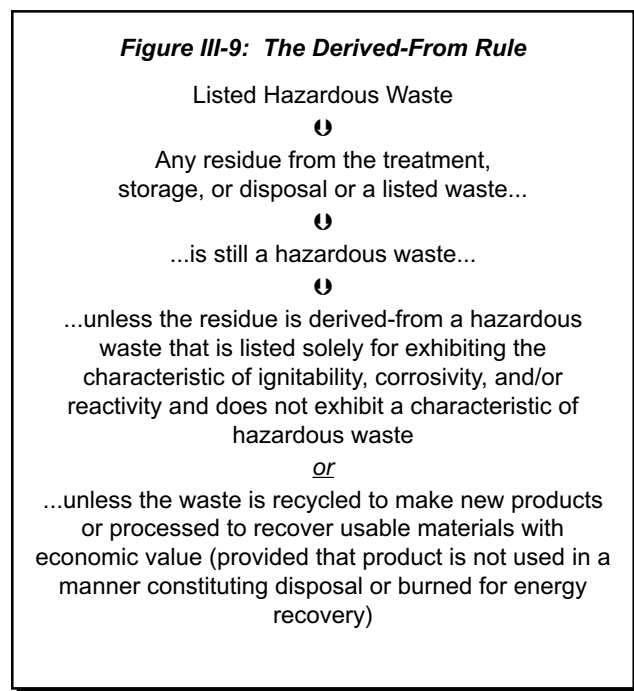 Figure III-9: The Derived-From Rule
Listed Hazardous Waste
Any residue from the treatment,
storage, or disposal or a listed waste...
...is still a hazardous waste...
...unless the residue is derived-from a hazardous
waste that is listed solely for exhibiting the
characteristic of ignitability, corrosivity, and/or
reactivity and does not exhibit a characteristic of
hazardous waste
or
...unless the waste is recycled to make new products
or processed to recover usable materials with
economic value (provided that product is not used in a
manner constituting disposal or burned for energy
recovery)